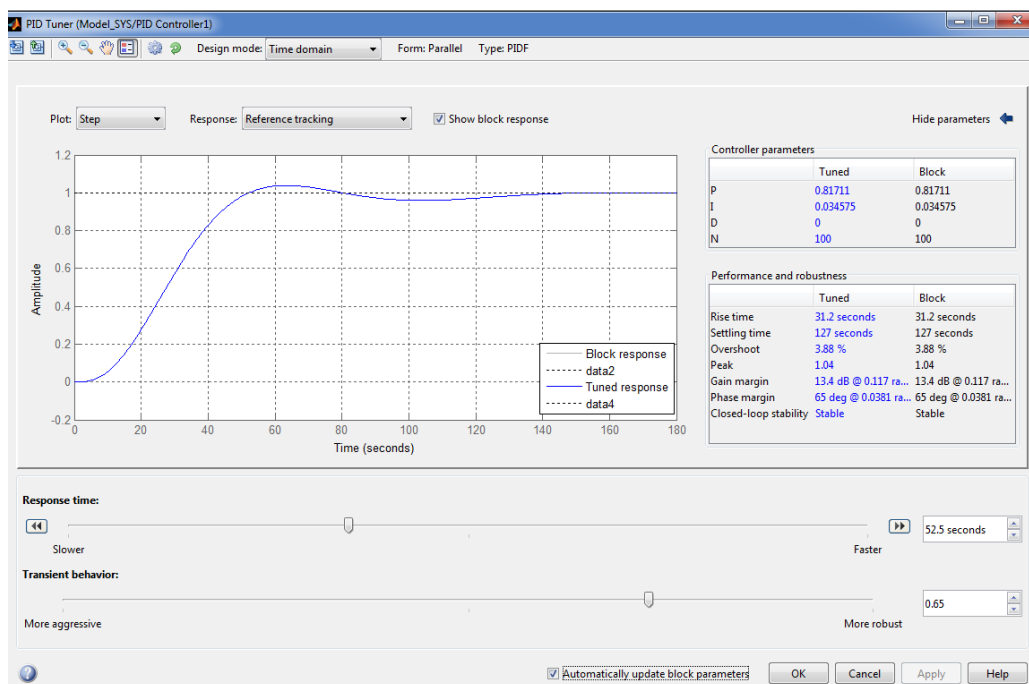 PID Tuner (Model_SYS/PID Controller1)
Design mode: Time domain Form: Parallel Type: PIDF
Plot: Step Response: Reference tracking Show block response Hide parameters
1.2
1
0.8
0.6
0.4
0.2
0
-0.2
Amplitude
0 20 40 60 80 100 120 140 160 180
Time (seconds)
Block response
data2
Tuned response
data4
Controller parameters
Tuned Block
P 0.81711 0.81711
I 0.034575 0.034575
D 0 0
N 100 100
Performance and robustness
Tuned Block
Rise time 31.2 seconds 31.2 seconds
Settling time 127 seconds 127 seconds
Overshoot 3.88 % 3.88 %
Peak 1.04 1.04
Gain margin 13.4 dB @ 0.117 ra... 13.4 dB @ 0.117 ra...
Phase margin 65 deg @ 0.0381 ra... 65 deg @ 0.0381 ra...
Closed-loop stability Stable Stable
Response time:
52.5 seconds
Slower Faster
Transient behavior:
0.65
More aggressive More robust
Automatically update block parameters OK Cancel Apply Help